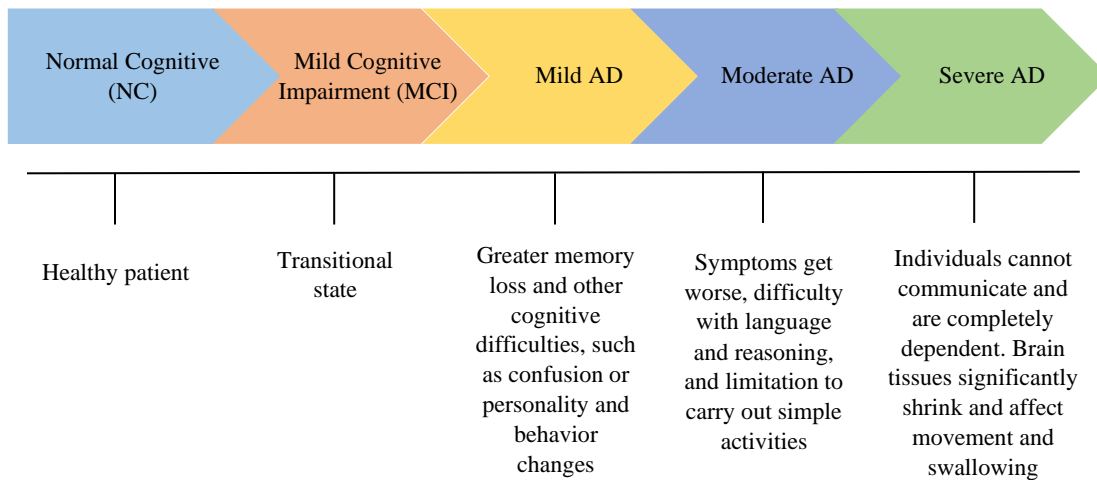 Normal Cognitive
(NC)
Mild Cognitive
Impairment (MCI)
Mild AD
Moderate AD
Severe AD
Healthy patient
Transitional
state
Greater memory
loss and other
cognitive
difficulties, such
as confusion or
personality and
behavior
changes
Symptoms get
worse, difficulty
with language
and reasoning,
and limitation to
carry out simple
activities
Individuals cannot
communicate and
are completely
dependent. Brain
tissues significantly
shrink and affect
movement and
swallowing